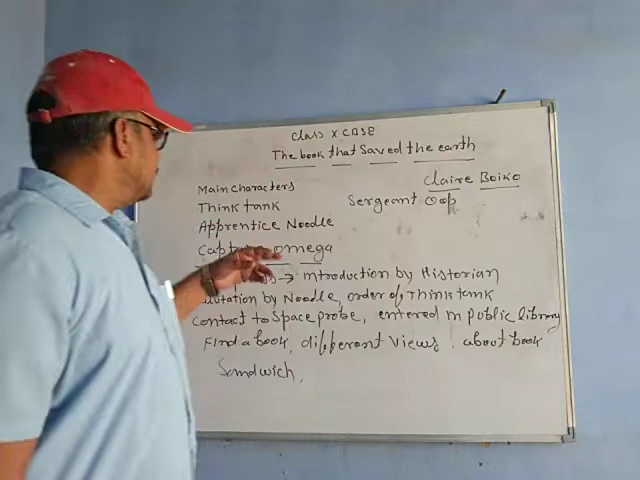 Class X CBSE
The book that Saved the earth
Claire Boiko
Main characters
Think tank
Sergeant Oop
Apprentice Noodle
Omega
→ introduction by Historian
by Noodle, order of Think tank
Contact to Space probe, entered in public library
Find a book, different views. about book
Sandwich,